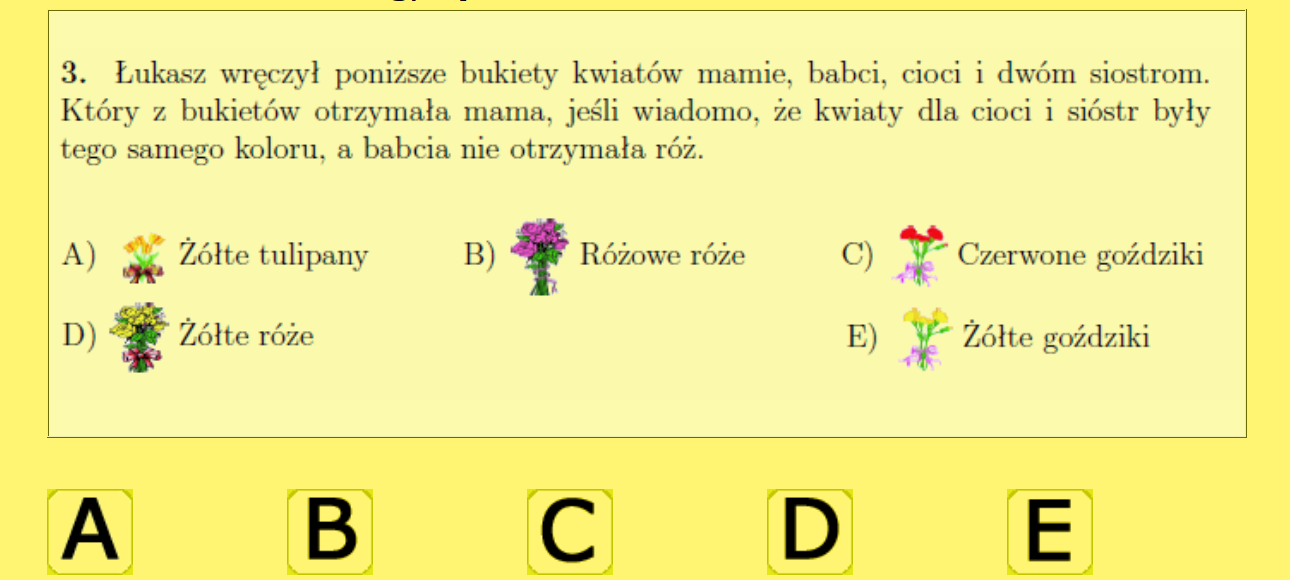 3. Łukasz wręczył poniższe bukiety kwiatów mamie, babci, cioci i dwóm siostrom.
Który z bukietów otrzymała mama, jeśli wiadomo, że kwiaty dla cioci i sióstr były
tego samego koloru, a babcia nie otrzymała róż.
A) Żółte tulipany B) Różowe róże C) Czerwone goździki
D) Żółte róże E) Żółte goździki
A B C D E